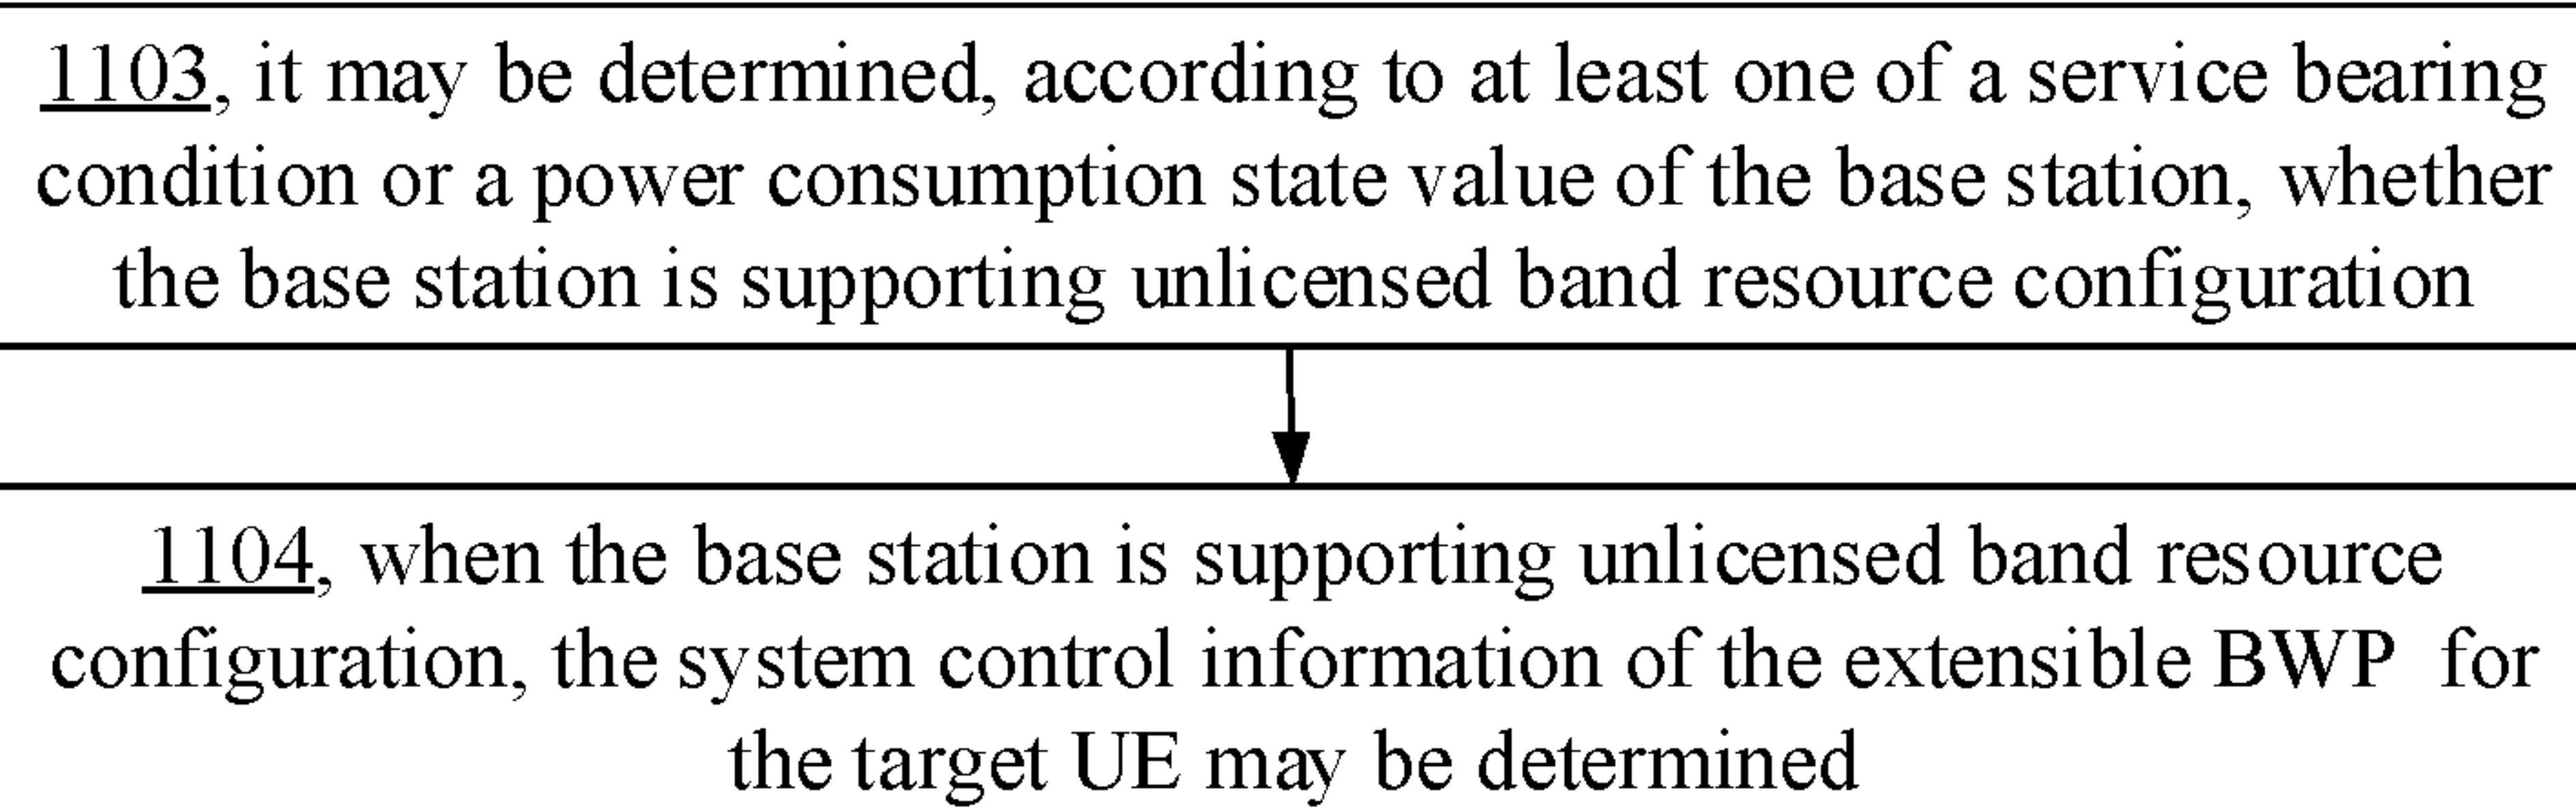 1103, it may be determined, according to at least one of a service bearing
condition or a power consumption state value of the base station, whether
the base station is supporting unlicensed band resource configuration
1104, when the base station is supporting unlicensed band resource
configuration, the system control information of the extensible BWP for
the target UE may be determined